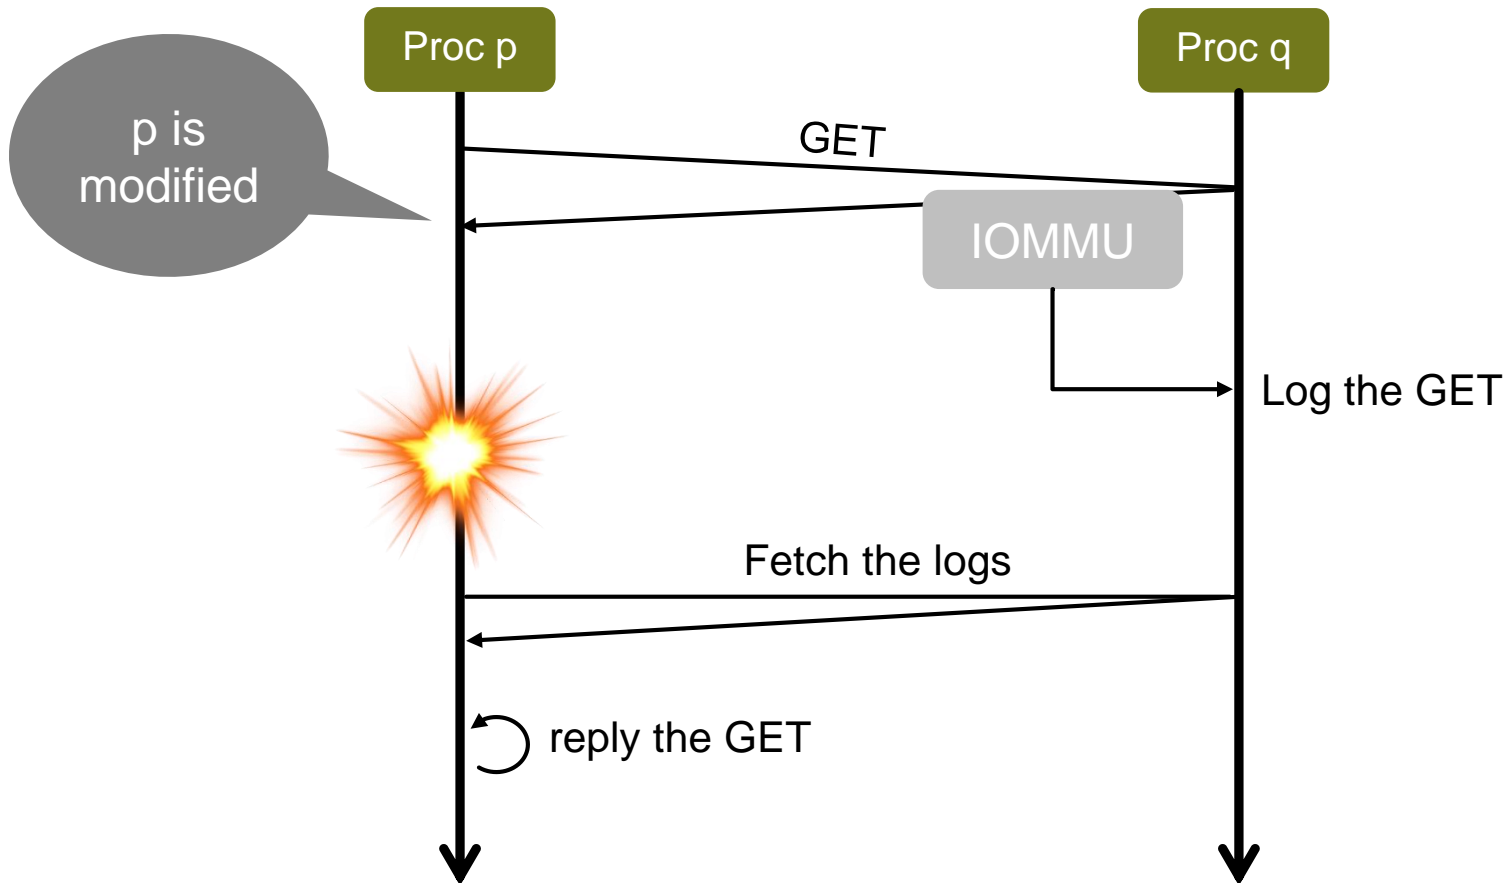 Proc p
Proc q
p is
modified
GET
IOMMU
Log the GET
Fetch the logs
reply the GET